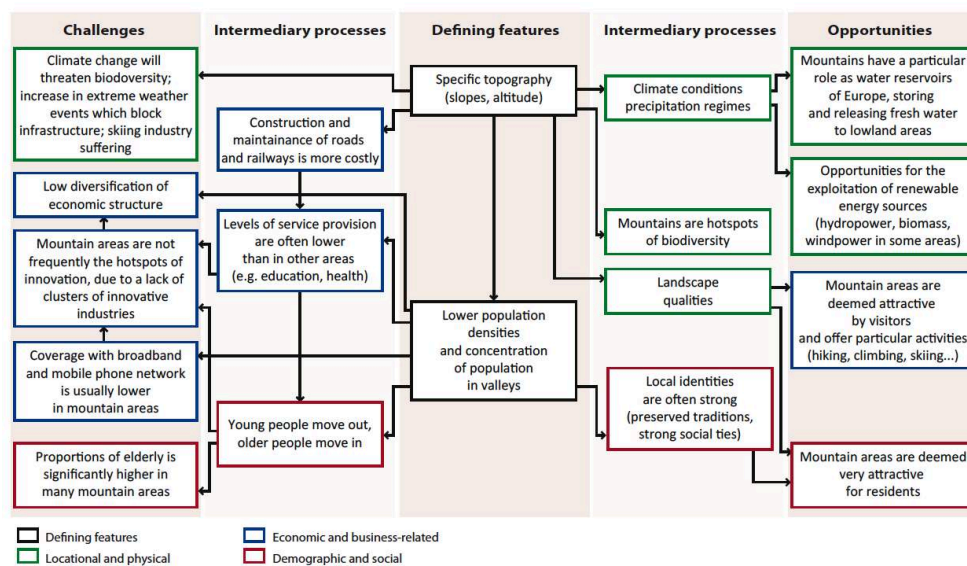 Challenges
Intermediary processes
Defining features
Intermediary processes
Opportunities
Climate change will
threaten biodiversity;
increase in extreme weather
events which block
infrastructure; skiing industry
suffering
Low diversification of
economic structure
Mountain areas are not
frequently the hotspots of
innovation, due to a lack of
clusters of innovative
industries
Coverage with broadband
and mobile phone network
is usually lower
in mountain areas
Proportions of elderly is
significantly higher in
many mountain areas
Construction and
maintainance of roads
and railways is more costly
Levels of service provision
are often lower
than in other areas
(e.g. education, health)
Young people move out,
older people move in
Specific topography
(slopes, altitude)
Lower population
densities
and concentration
of population
in valleys
Climate conditions
precipitation regimes
Mountains are hotspots
of biodiversity
Landscape
qualities
Local identities
are often strong
(preserved traditions,
strong social ties)
Mountains have a particular
role as water reservoirs
of Europe, storing
and releasing fresh water
to lowland areas
Opportunities for the
exploitation of renewable
energy sources
(hydropower, biomass,
windpower in some areas)
Mountain areas are
deemed attractive
by visitors
and offer particular activities
(hiking, climbing, skiing...)
Mountain areas are deemed
very attractive
for residents
Defining features
Locational and physical
Economic and business-related
Demographic and social